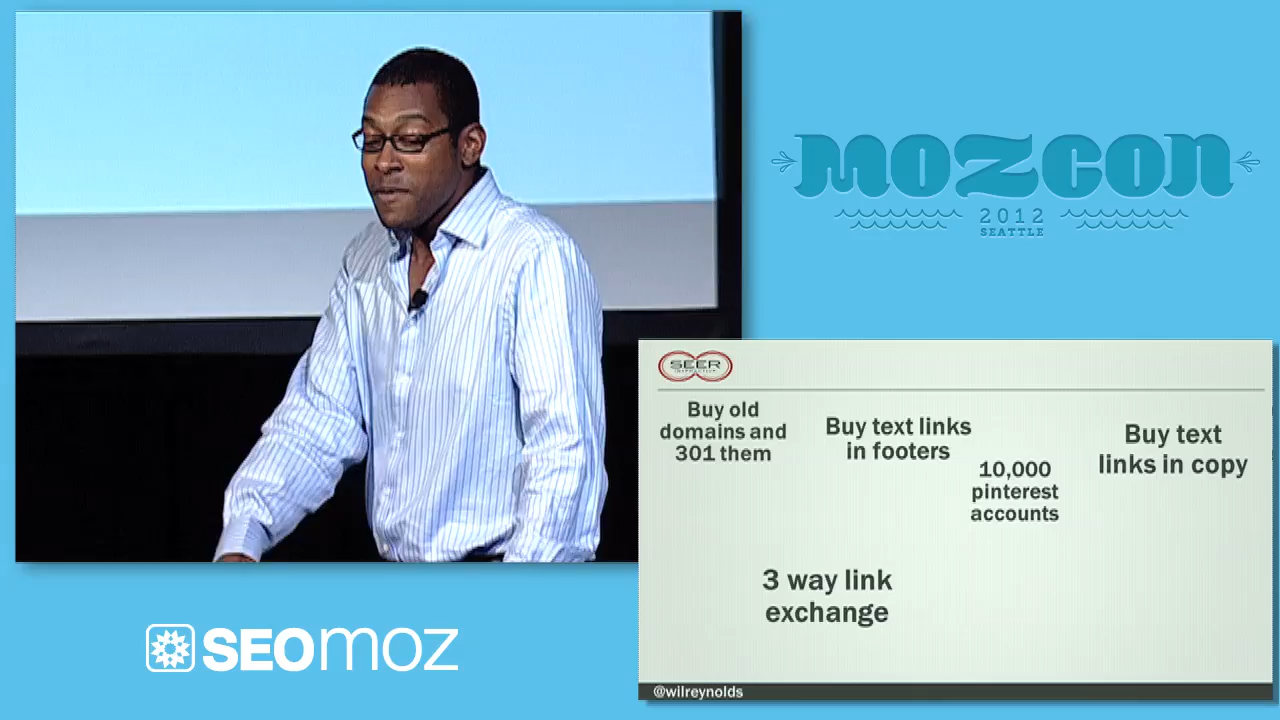 MOZCON
2012
SEATTLE
SEER
INTERACTIVE
Buy old
domains and
301 them
Buy text links
in footers
10,000
pinterest
accounts
Buy text
links in copy
3 way link
exchange
@wilreynolds
SEOmoz